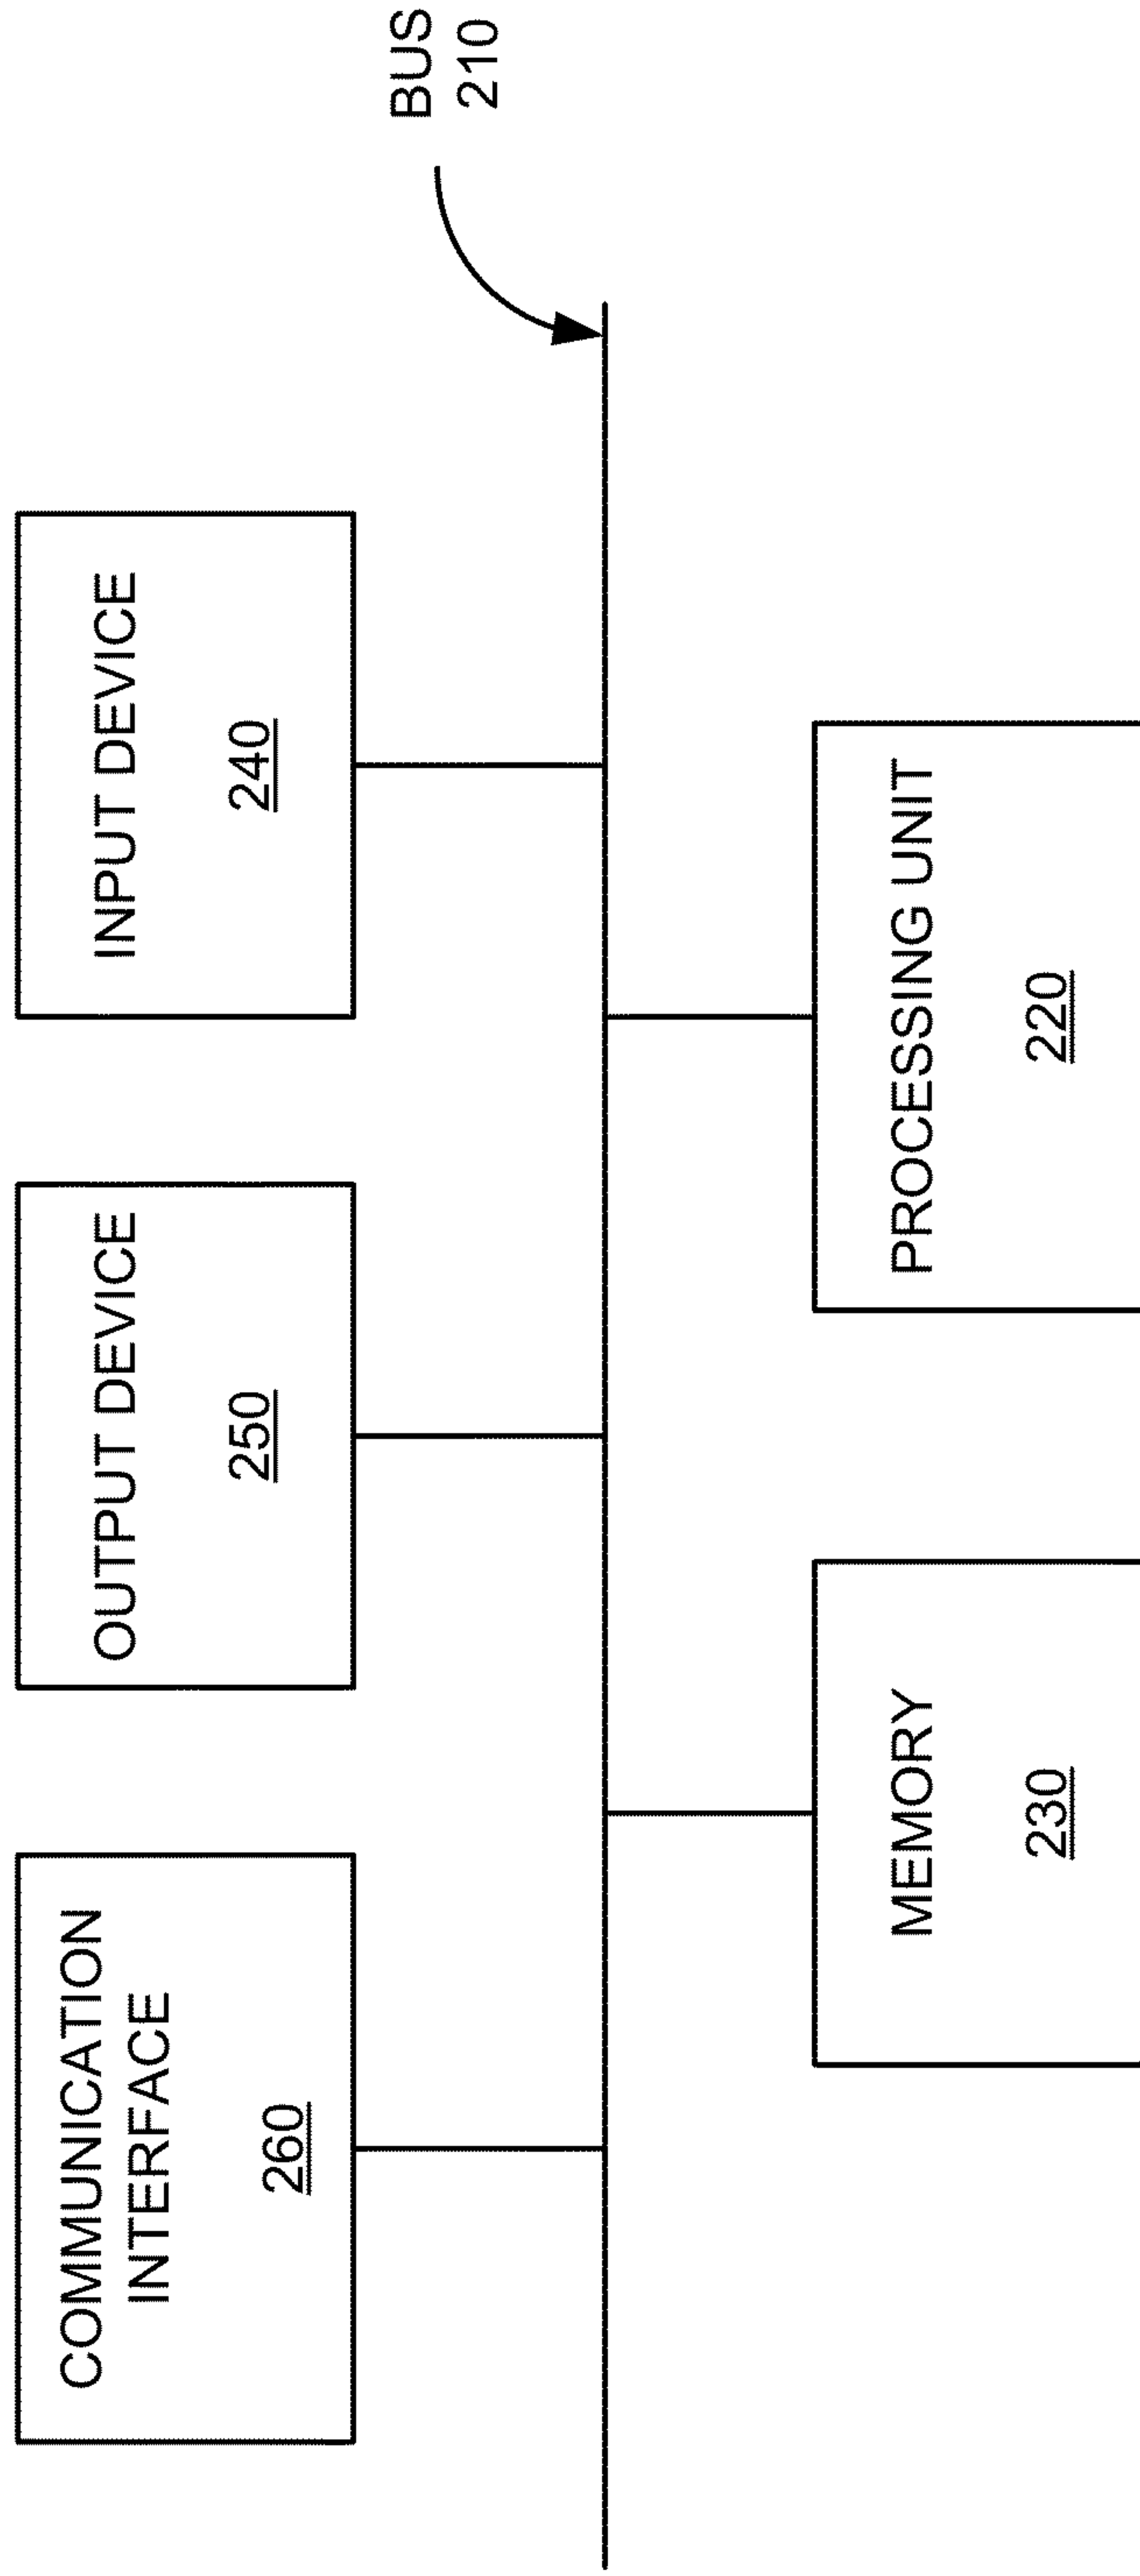 COMMUNICATION
INTERFACE
260
OUTPUT DEVICE
250
INPUT DEVICE
240
BUS
210
MEMORY
230
PROCESSING UNIT
220